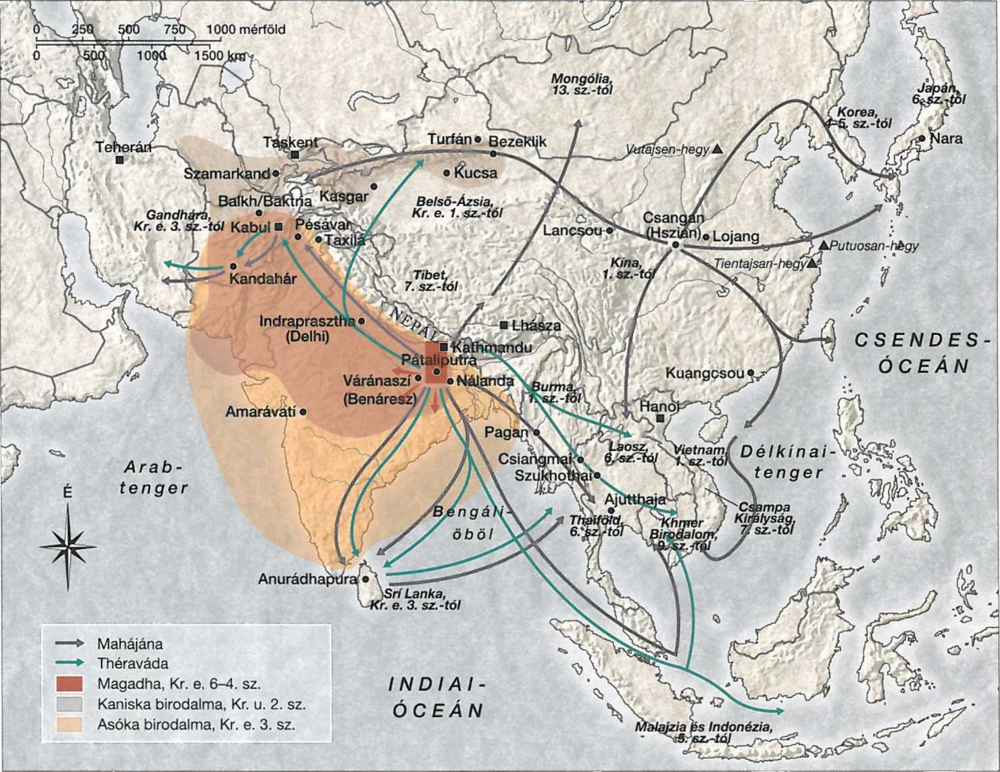 0 250 500 750 1000 mérföld
500 1000 1500 km
Mongólia,
13. sz.-tól
Japán,
6. sz.-tól
Korea,
4-5. sz.-tól
Nara
Teherán
Taskent
Turfán
Bezeklik
Vutajsen-hegy
Szamarkand
Kucsa
Kasgar
Balkh/Baktria
Belső-Ázsia,
Kr. e. 1. sz.-tól
Gandhára,
Kr. e. 3. sz.-tól
Kabul
Pésávar
Taxila
Csangan
(Hszian)
Lancsou
Lojang
Putuosan-hegy
Tientajsan-hegy
Kína,
1. sz.-tól
Kandahár
Tibet,
7. sz.-tól
Indraprasztha
(Delhi)
NEPÁL
Lhásza
Kathmandu
CSENDES-
ÓCEÁN
Pátaliputra
Váránaszí
(Benáresz)
Nálanda
Kuangcsou
Burma,
1. sz.-tól
Hanoi
Amarávatí
Pagan
Laosz,
6. sz.-tól
Vietnam,
1. sz.-tól
Délkínai-
tenger
Csiangmai
Szukhothai
Arab-
tenger
É
Ajutthaja
Bengáli-
öböl
Thaiföld,
6. sz.-tól
Khmer
Birodalom,
9. sz.-tól
Csampa
Királyság,
7. sz.-tól
Anurádhapura
Srí Lanka,
Kr. e. 3. sz.-tól
Mahájána
Théraváda
Magadha, Kr. e. 6–4. sz.
Kaniska birodalma, Kr. u. 2. sz.
Asóka birodalma, Kr. e. 3. sz.
INDIAI-
ÓCEÁN
Malajzia és Indonézia,
5. sz.-tól